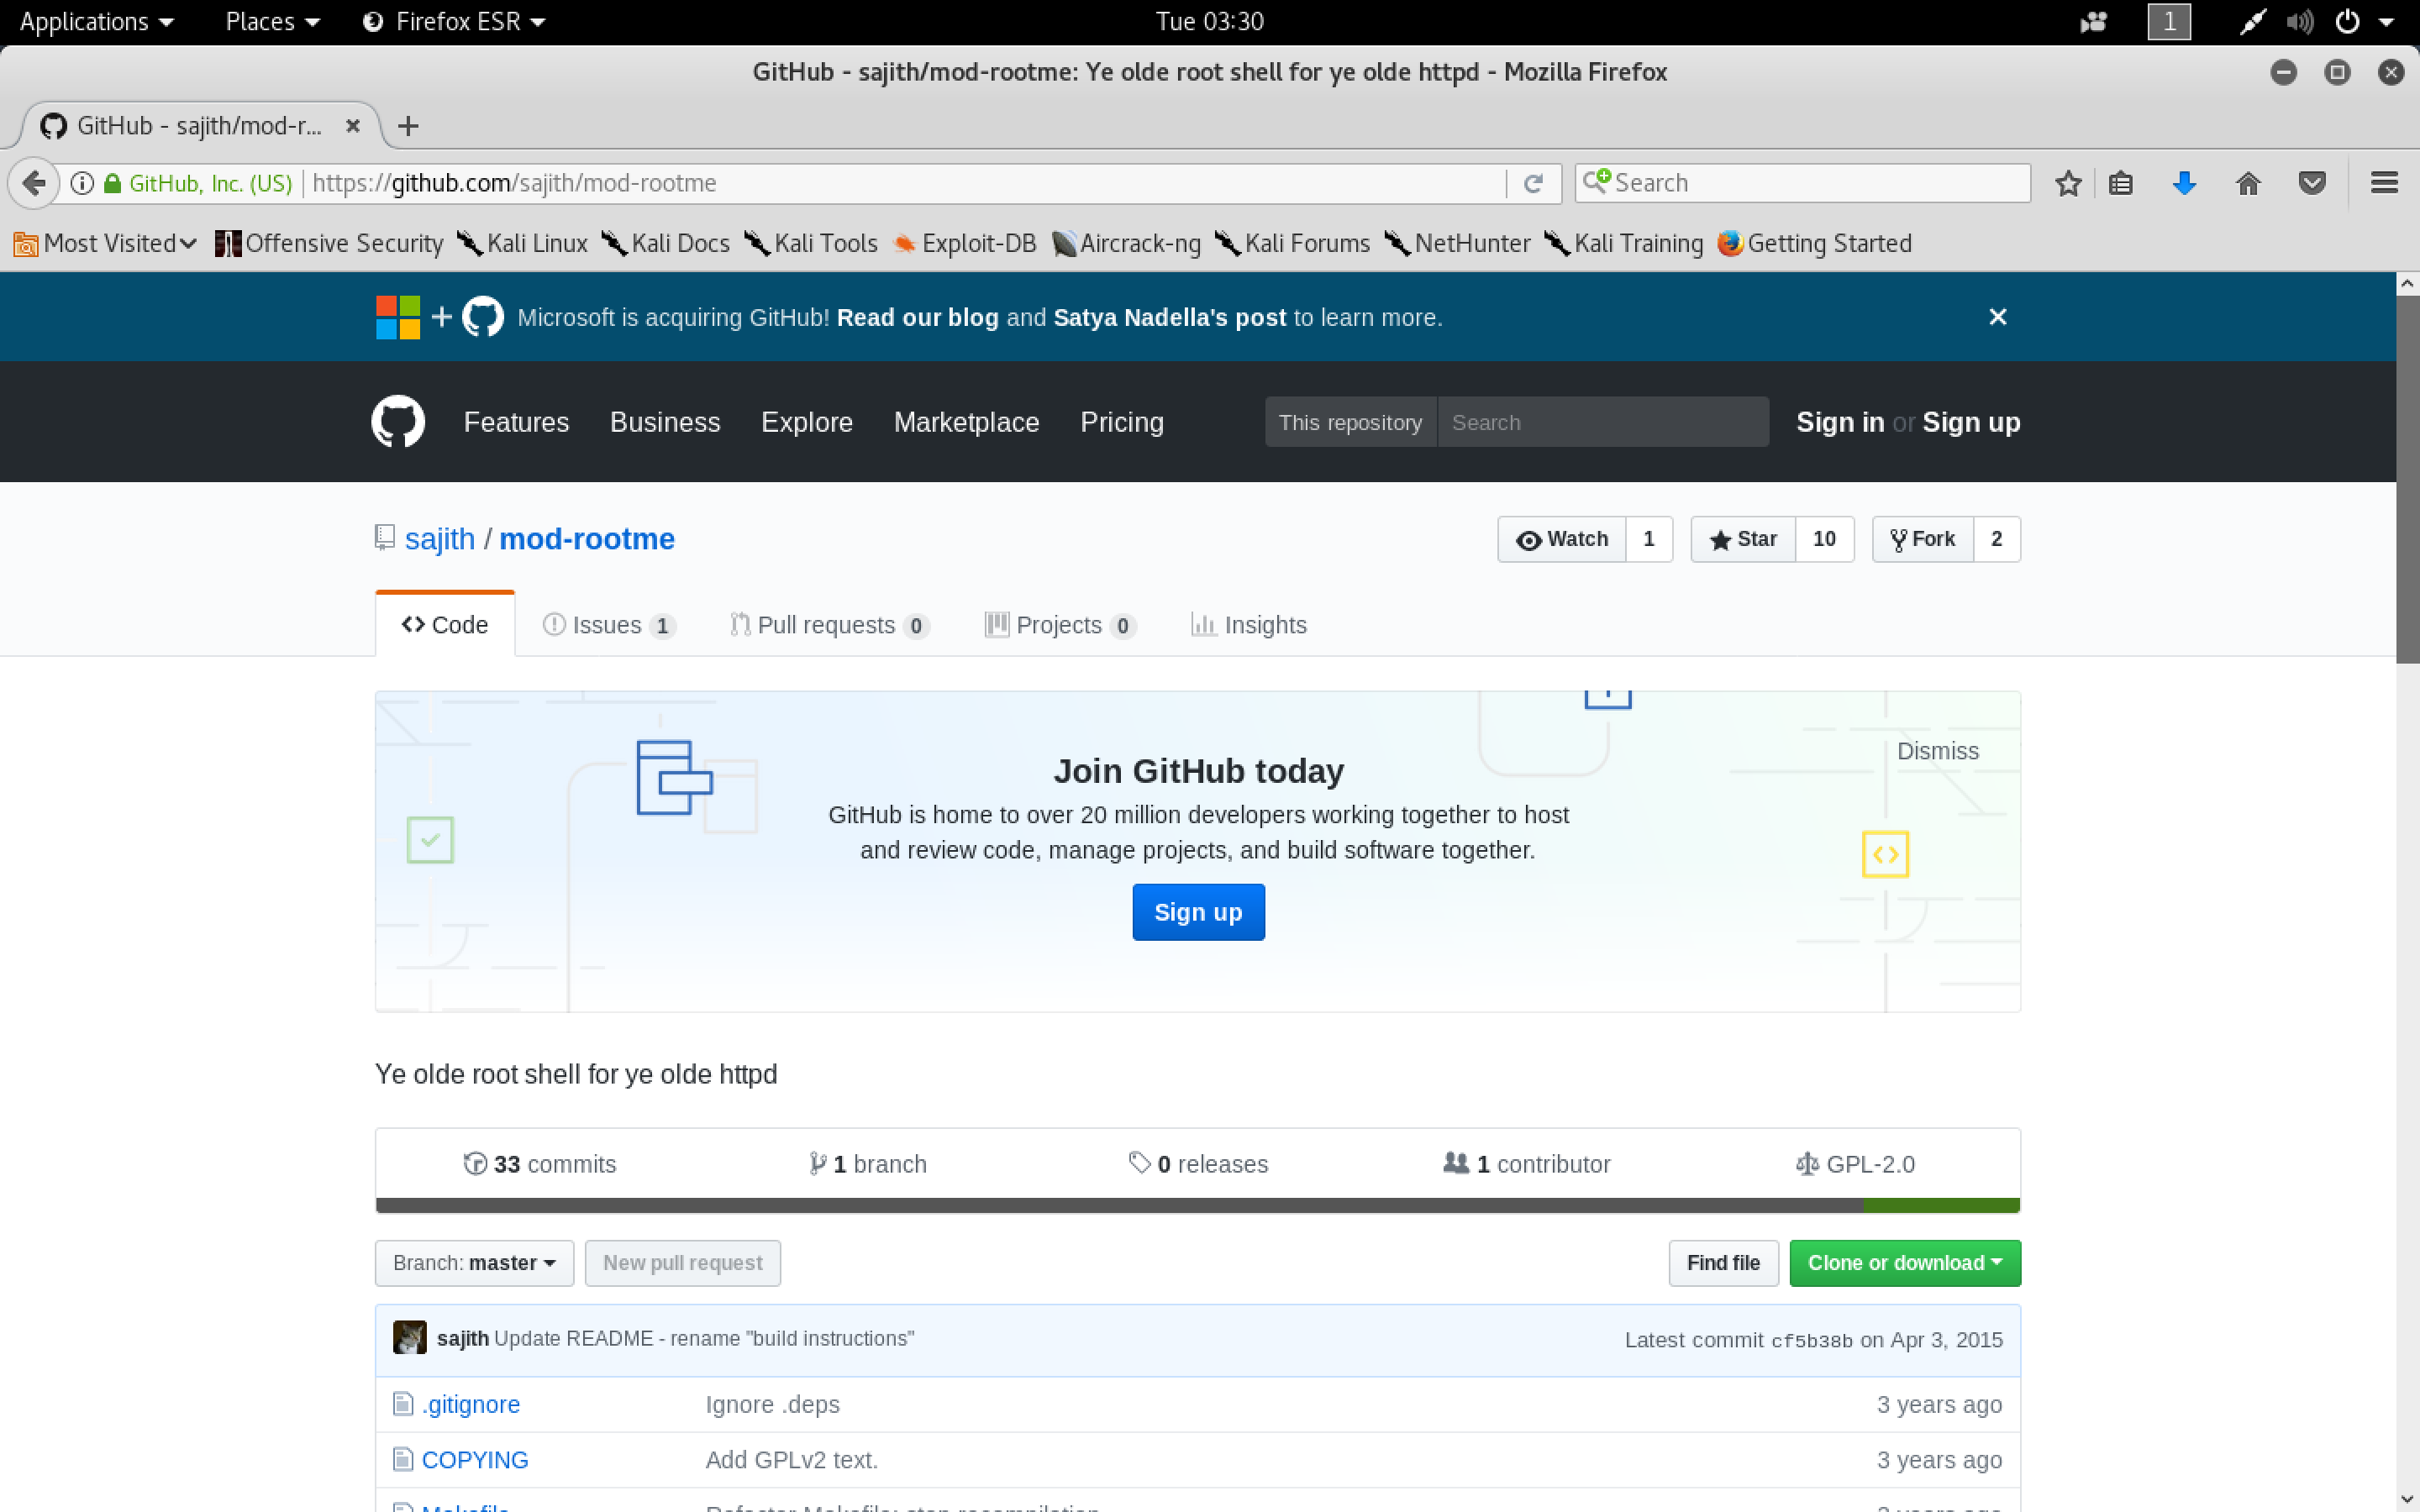 Applications Places Firefox ESR Tue 03:30 1
GitHub - sajith/mod-rootme: Ye olde root shell for ye olde httpd - Mozilla Firefox
GitHub - sajith/mod-r...
GitHub, Inc. (US) https://github.com/sajith/mod-rootme Search
Most Visited Offensive Security Kali Linux Kali Docs Kali Tools Exploit-DB Aircrack-ng Kali Forums NetHunter Kali Training Getting Started
Microsoft is acquiring GitHub! Read our blog and Satya Nadella's post to learn more.
Features Business Explore Marketplace Pricing This repository Search Sign in or Sign up
sajith / mod-rootme Watch 1 Star 10 Fork 2
Code Issues 1 Pull requests 0 Projects 0 Insights
Dismiss
Join GitHub today
GitHub is home to over 20 million developers working together to host
and review code, manage projects, and build software together.
Sign up
Ye olde root shell for ye olde httpd
33 commits 1 branch 0 releases 1 contributor GPL-2.0
Branch: master New pull request Find file Clone or download
sajith Update README - rename "build instructions" Latest commit cf5b38b on Apr 3, 2015
.gitignore Ignore .deps 3 years ago
COPYING Add GPLv2 text. 3 years ago
Makefile Refactor Makefile; stop recompilation 3 years ago